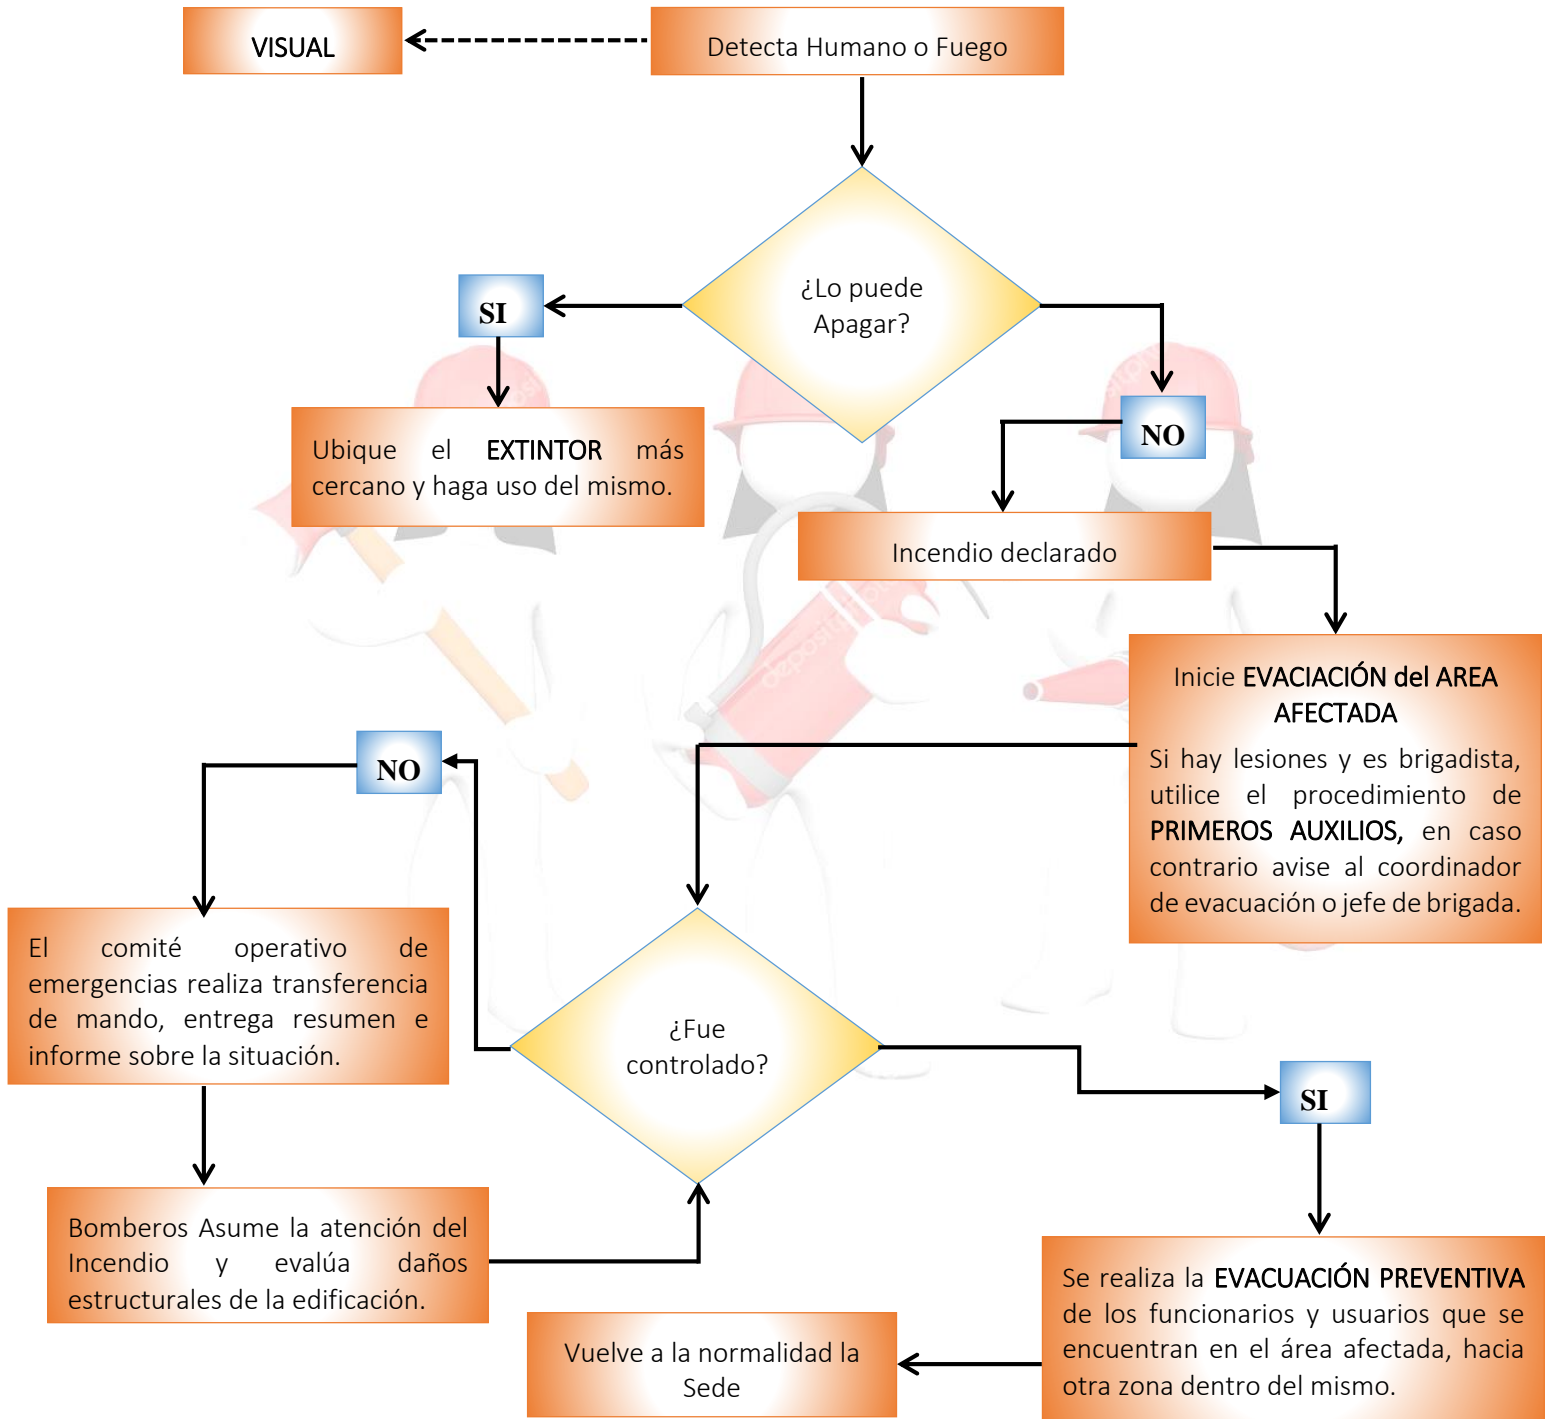 VISUAL
Detecta Humano o Fuego
¿Lo puede
Apagar?
SI
NO
Ubique el EXTINTOR más
cercano y haga uso del mismo.
Incendio declarado
Inicie EVACIACIÓN del AREA
AFECTADA
Si hay lesiones y es brigadista,
utilice el procedimiento de
PRIMEROS AUXILIOS, en caso
contrario avise al coordinador
de evacuación o jefe de brigada.
NO
El comité operativo de
emergencias realiza transferencia
de mando, entrega resumen e
informe sobre la situación.
¿Fue
controlado?
SI
Bomberos Asume la atención del
Incendio y evalúa daños
estructurales de la edificación.
Se realiza la EVACUACIÓN PREVENTIVA
de los funcionarios y usuarios que se
encuentran en el área afectada, hacia
otra zona dentro del mismo.
Vuelve a la normalidad la
Sede